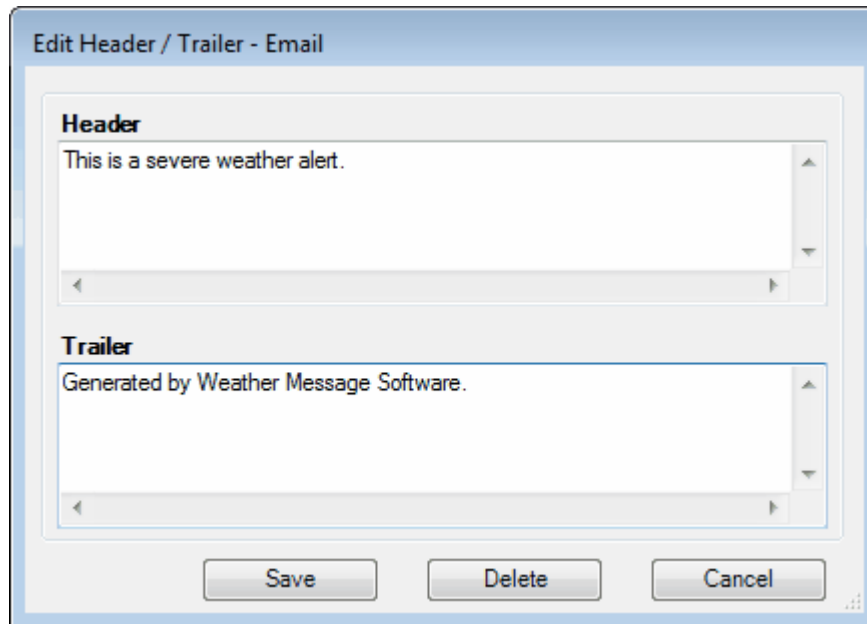 Edit Header / Trailer - Email
Header
This is a severe weather alert.
Trailer
Generated by Weather Message Software.
Save Delete Cancel